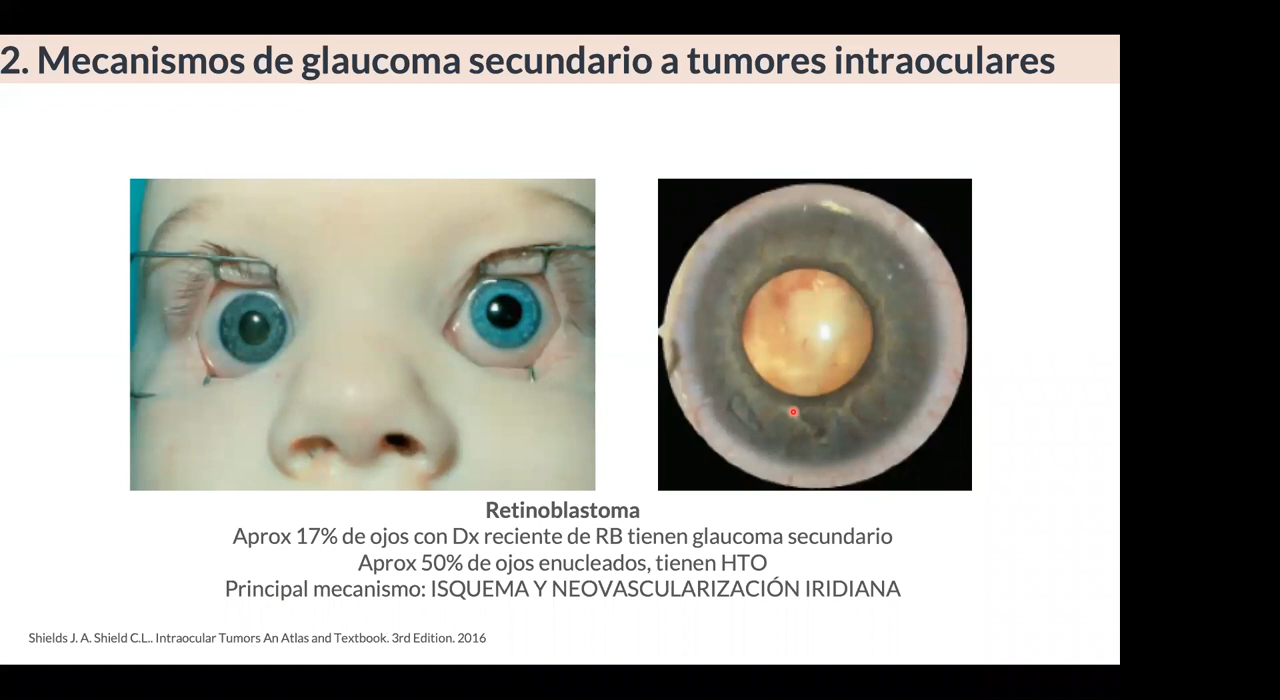 2. Mecanismos de glaucoma secundario a tumores intraoculares
Retinoblastoma
Aprox 17% de ojos con Dx reciente de RB tienen glaucoma secundario
Aprox 50% de ojos enucleados, tienen HTO
Principal mecanismo: ISQUEMA Y NEOVASCULARIZACIÓN IRIDIANA
Shields J. A. Shield C.L.. Intraocular Tumors An Atlas and Textbook. 3rd Edition. 2016